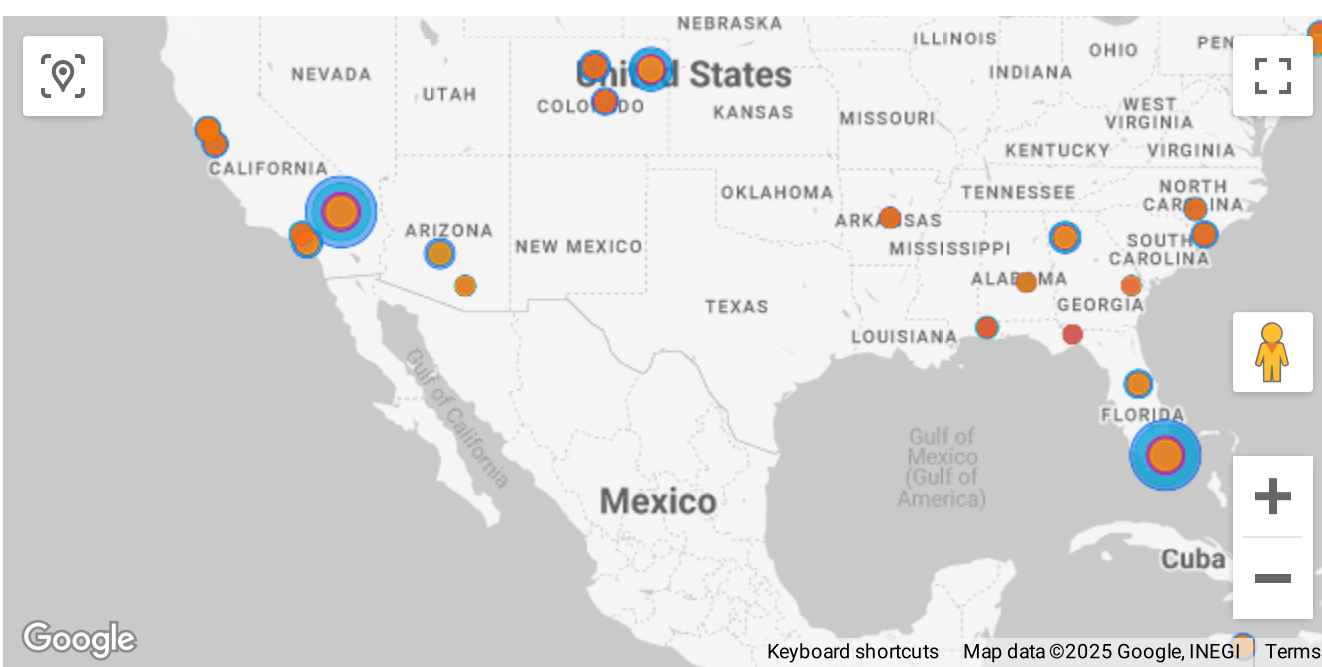 NEBRASKA
ILLINOIS
OHIO
PEN
NEVADA
United States
INDIANA
UTAH
COLORADO
KANSAS
MISSOURI
WEST
VIRGINIA
KENTUCKY
VIRGINIA
CALIFORNIA
OKLAHOMA
TENNESSEE
NORTH
CAROLINA
ARKANSAS
ARIZONA
NEW MEXICO
MISSISSIPPI
SOUTH
CAROLINA
ALABAMA
TEXAS
GEORGIA
LOUISIANA
Gulf of California
FLORIDA
Gulf of
Mexico
(Gulf of
America)
Mexico
Cuba
Google
Keyboard shortcuts
Map data ©2025 Google, INEGI
Terms